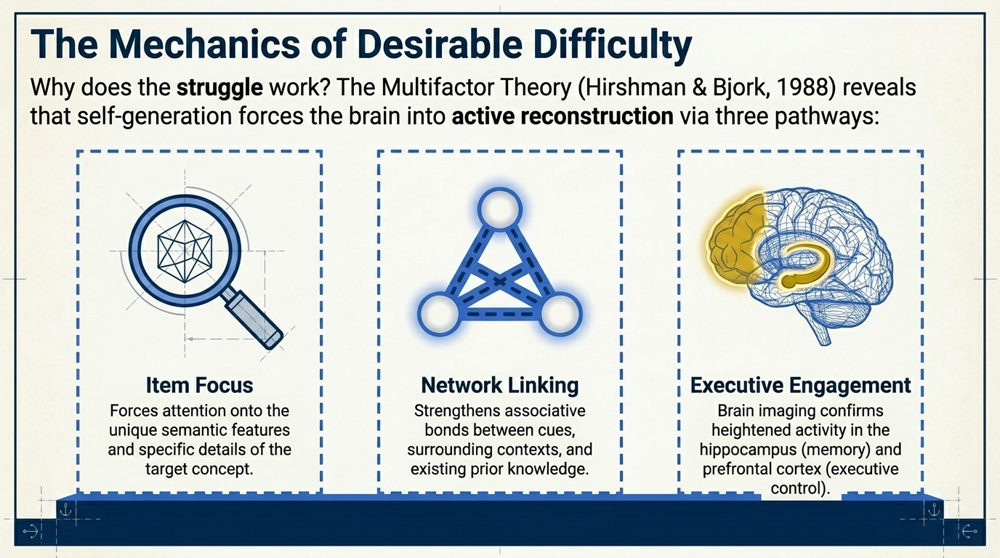 The Mechanics of Desirable Difficulty
Why does the struggle work? The Multifactor Theory (Hirshman & Bjork, 1988) reveals
that self-generation forces the brain into active reconstruction via three pathways:
Item Focus
Forces attention onto the
unique semantic features
and specific details of the
target concept.
Network Linking
Strengthens associative
bonds between cues,
surrounding contexts, and
existing prior knowledge.
Executive Engagement
Brain imaging confirms
heightened activity in the
hippocampus (memory) and
prefrontal cortex (executive
control).